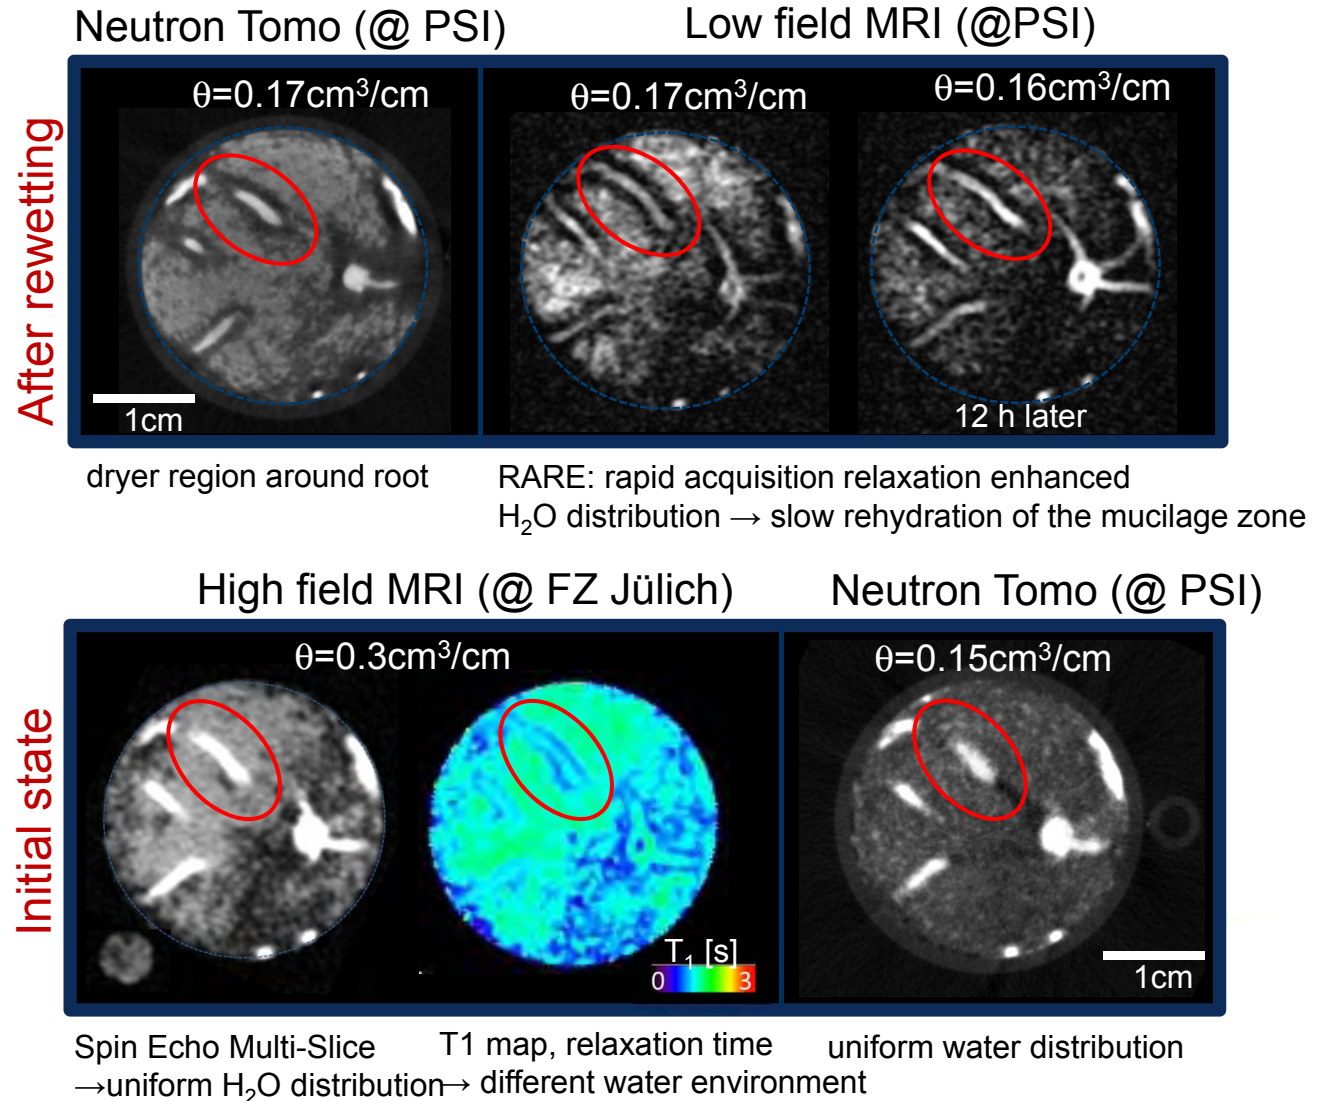 Neutron Tomo (@ PSI)
Low field MRI (@PSI)
After rewetting
θ=0.17cm³/cm
θ=0.17cm³/cm
θ=0.16cm³/cm
1cm
12 h later
dryer region around root
RARE: rapid acquisition relaxation enhanced
H₂O distribution → slow rehydration of the mucilage zone
High field MRI (@ FZ Jülich)
Neutron Tomo (@ PSI)
Initial state
θ=0.3cm³/cm
θ=0.15cm³/cm
T₁ [s]
0 3
1cm
Spin Echo Multi-Slice
→uniform H₂O distribution
T1 map, relaxation time
→ different water environment
uniform water distribution